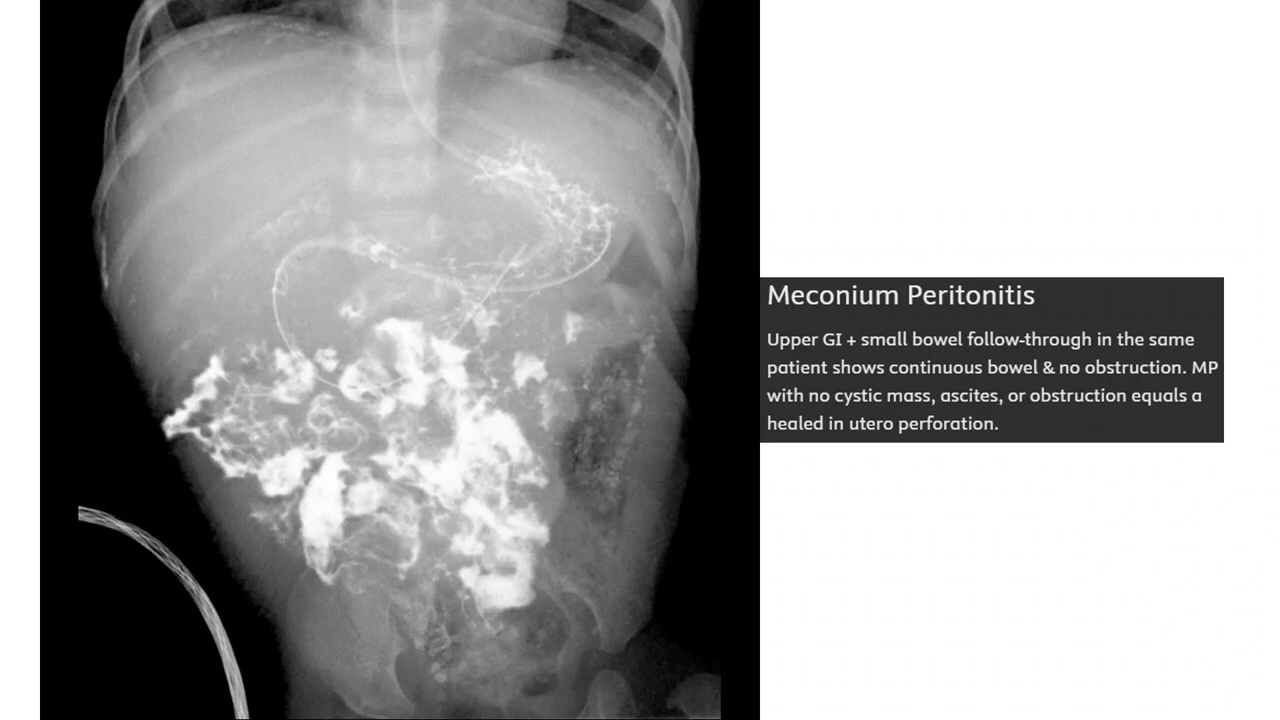 Meconium Peritonitis
Upper GI + small bowel follow-through in the same
patient shows continuous bowel & no obstruction. MP
with no cystic mass, ascites, or obstruction equals a
healed in utero perforation.